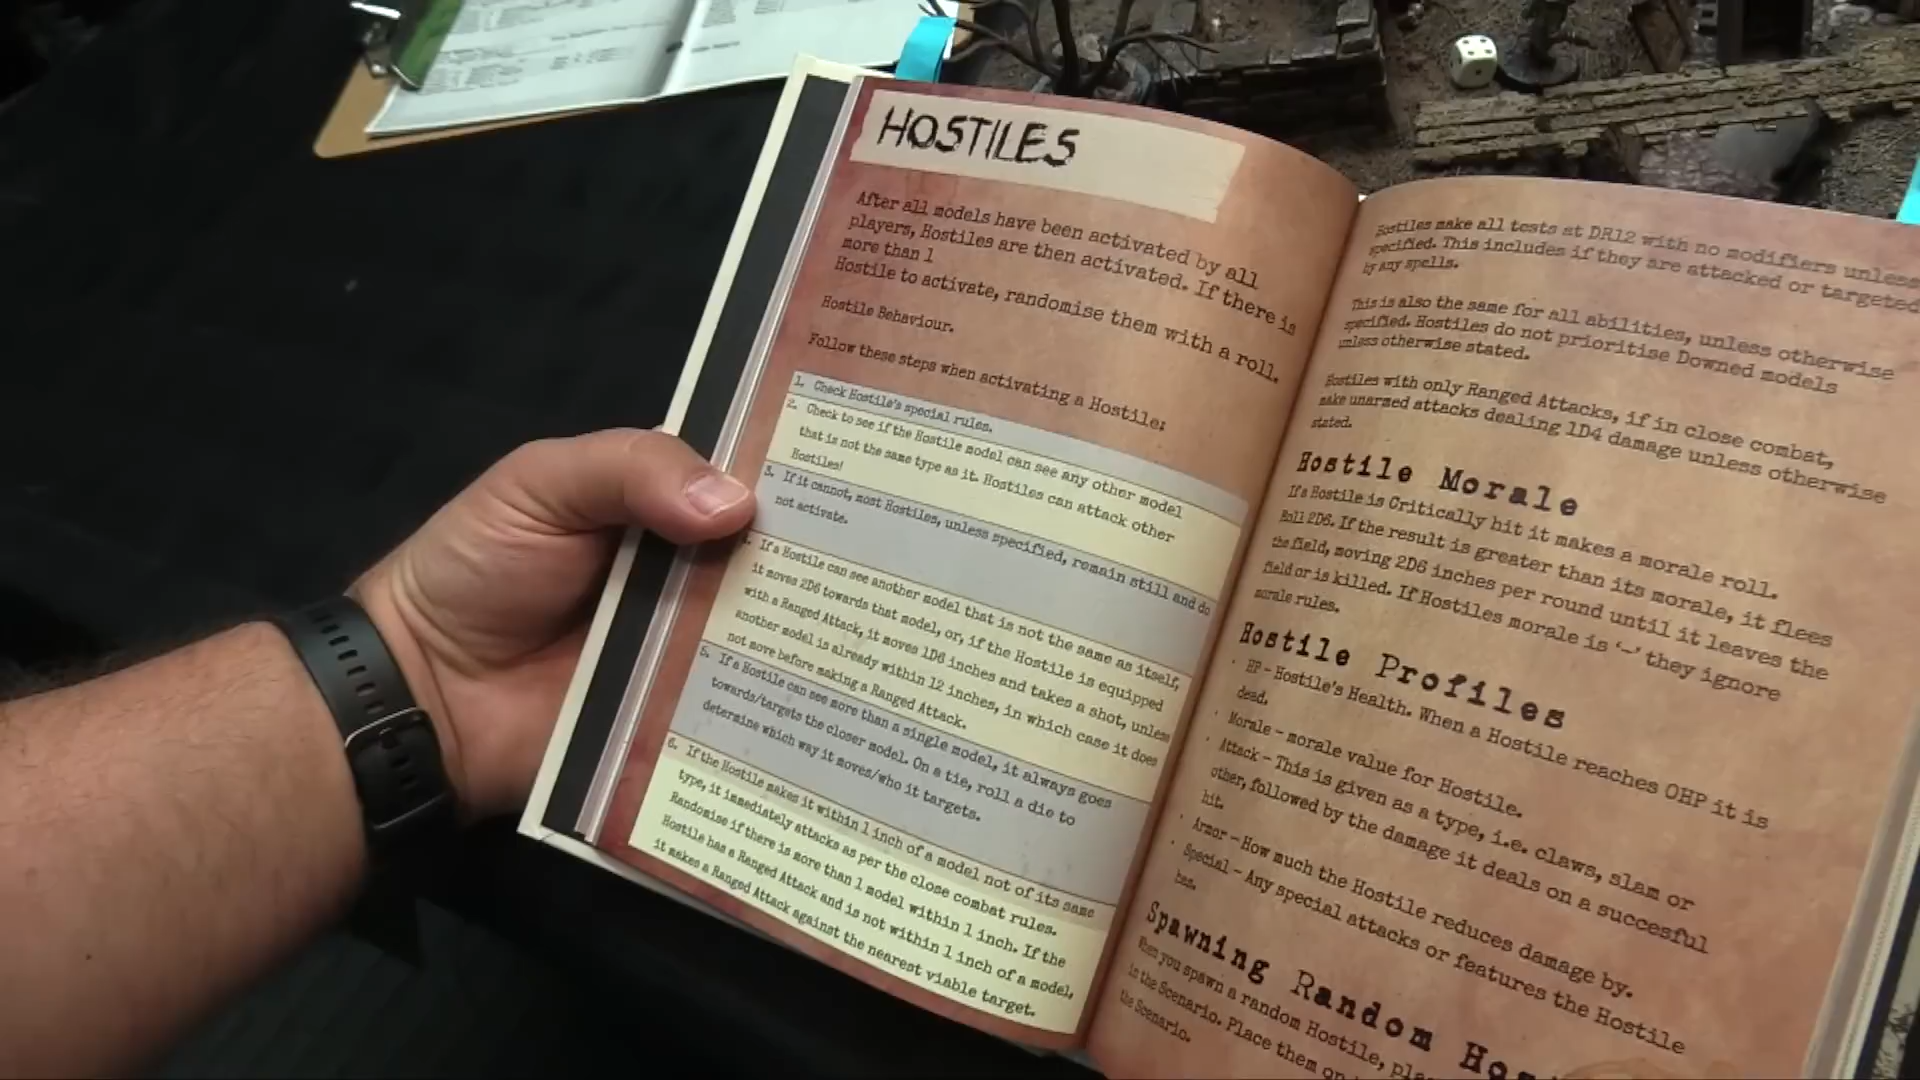 HOSTILES
After all models have been activated by all
players, Hostiles are then activated. If there is
more than 1
Hostile to activate, randomise them with a roll.
Hostile Behaviour.
Follow these steps when activating a Hostile:
1. Check Hostile's special rules.
2. Check to see if the Hostile model can see any other model
that is not the same type as it. Hostiles can attack other
Hostiles!
3. If it cannot, most Hostiles, unless specified, remain still and do
not activate.
4. If a Hostile can see another model that is not the same as itself,
it moves 2D6 towards that model, or, if the Hostile is equipped
with a Ranged Attack, it moves 1D6 inches and takes a shot, unless
another model is already within 12 inches, in which case it does
not move before making a Ranged Attack.
5. If a Hostile can see more than a single model, it always goes
towards/targets the closer model. On a tie, roll a die to
determine which way it moves/who it targets.
6. If the Hostile makes it within 1 inch of a model not of its same
type, it immediately attacks as per the close combat rules.
Randomise if there is more than 1 model within 1 inch. If the
Hostile has a Ranged Attack and is not within 1 inch of a model,
it makes a Ranged Attack against the nearest viable target.
Hostiles make all tests at DR12 with no modifiers unless
specified. This includes if they are attacked or targeted
by any spells.
This is also the same for all abilities, unless otherwise
specified. Hostiles do not prioritise Downed models
unless otherwise stated.
Hostiles with only Ranged Attacks, if in close combat,
make unarmed attacks dealing 1D4 damage unless otherwise
stated.
Hostile Morale
If a Hostile is Critically hit it makes a morale roll.
Roll 2D6. If the result is greater than its morale, it flees
the field, moving 2D6 inches per round until it leaves the
field or is killed. If Hostiles morale is '-' they ignore
morale rules.
Hostile Profiles
· HP - Hostile's Health. When a Hostile reaches 0HP it is
dead.
· Morale - morale value for Hostile.
· Attack - This is given as a type, i.e. claws, slam or
other, followed by the damage it deals on a succesful
hit.
· Armor - How much the Hostile reduces damage by.
· Special - Any special attacks or features the Hostile
has.
Spawning Random
When you spawn a random Hostile,
in the Scenario. Place them
the Scenario.